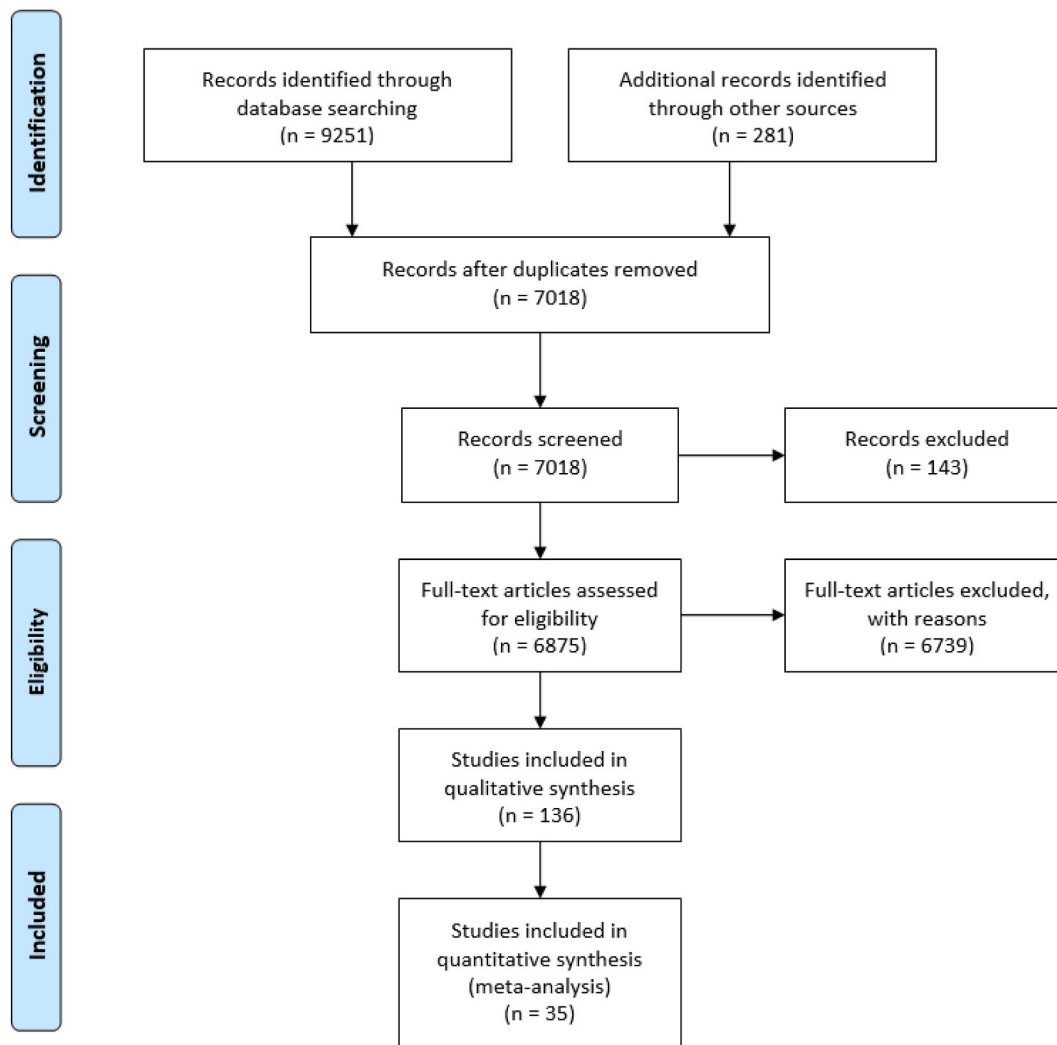 Identification
Records identified through
database searching
(n = 9251)
Additional records identified
through other sources
(n = 281)
Records after duplicates removed
(n = 7018)
Screening
Records screened
(n = 7018)
Records excluded
(n = 143)
Eligibility
Full-text articles assessed
for eligibility
(n = 6875)
Full-text articles excluded,
with reasons
(n = 6739)
Studies included in
qualitative synthesis
(n = 136)
Included
Studies included in
quantitative synthesis
(meta-analysis)
(n = 35)